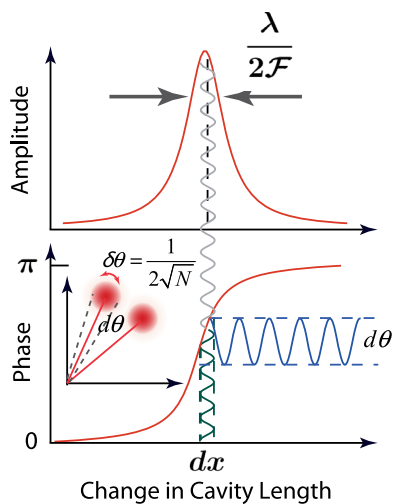 λ
2ℱ
Amplitude
π
δθ = 1
2√N
dθ
dθ
Phase
0
dx
Change in Cavity Length